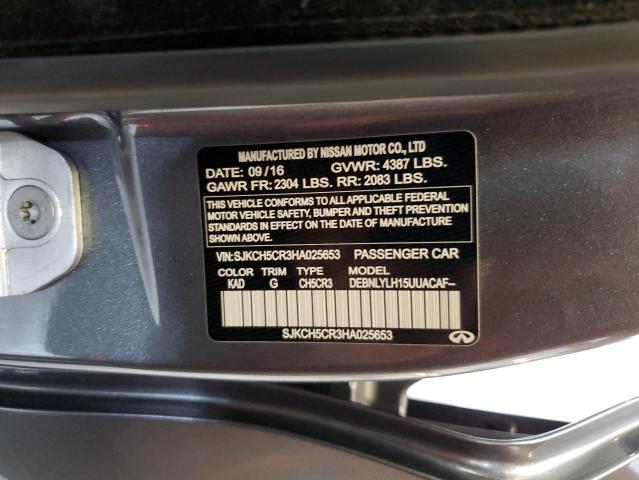 MANUFACTURED BY NISSAN MOTOR CO., LTD
DATE: 09/16 GVWR: 4387 LBS.
GAWR FR: 2304 LBS. RR: 2083 LBS.
THIS VEHICLE CONFORMS TO ALL APPLICABLE FEDERAL
MOTOR VEHICLE SAFETY, BUMPER AND THEFT PREVENTION
STANDARDS IN EFFECT ON THE DATE OF MANUFACTURE
SHOWN ABOVE.
VIN:SJKCH5CR3HA025653 PASSENGER CAR
COLOR TRIM TYPE MODEL
KAD G CH5CR3 DEBNLYLH15UUACAF--
SJKCH5CR3HA025653